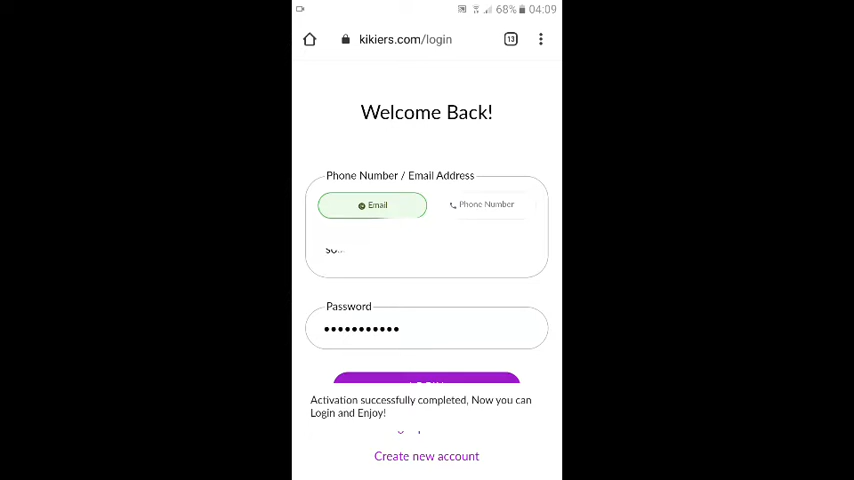 68% 04:09
kikiers.com/login 13
Welcome Back!
Phone Number / Email Address
Email Phone Number
Password
Activation successfully completed, Now you can
Login and Enjoy!
Create new account